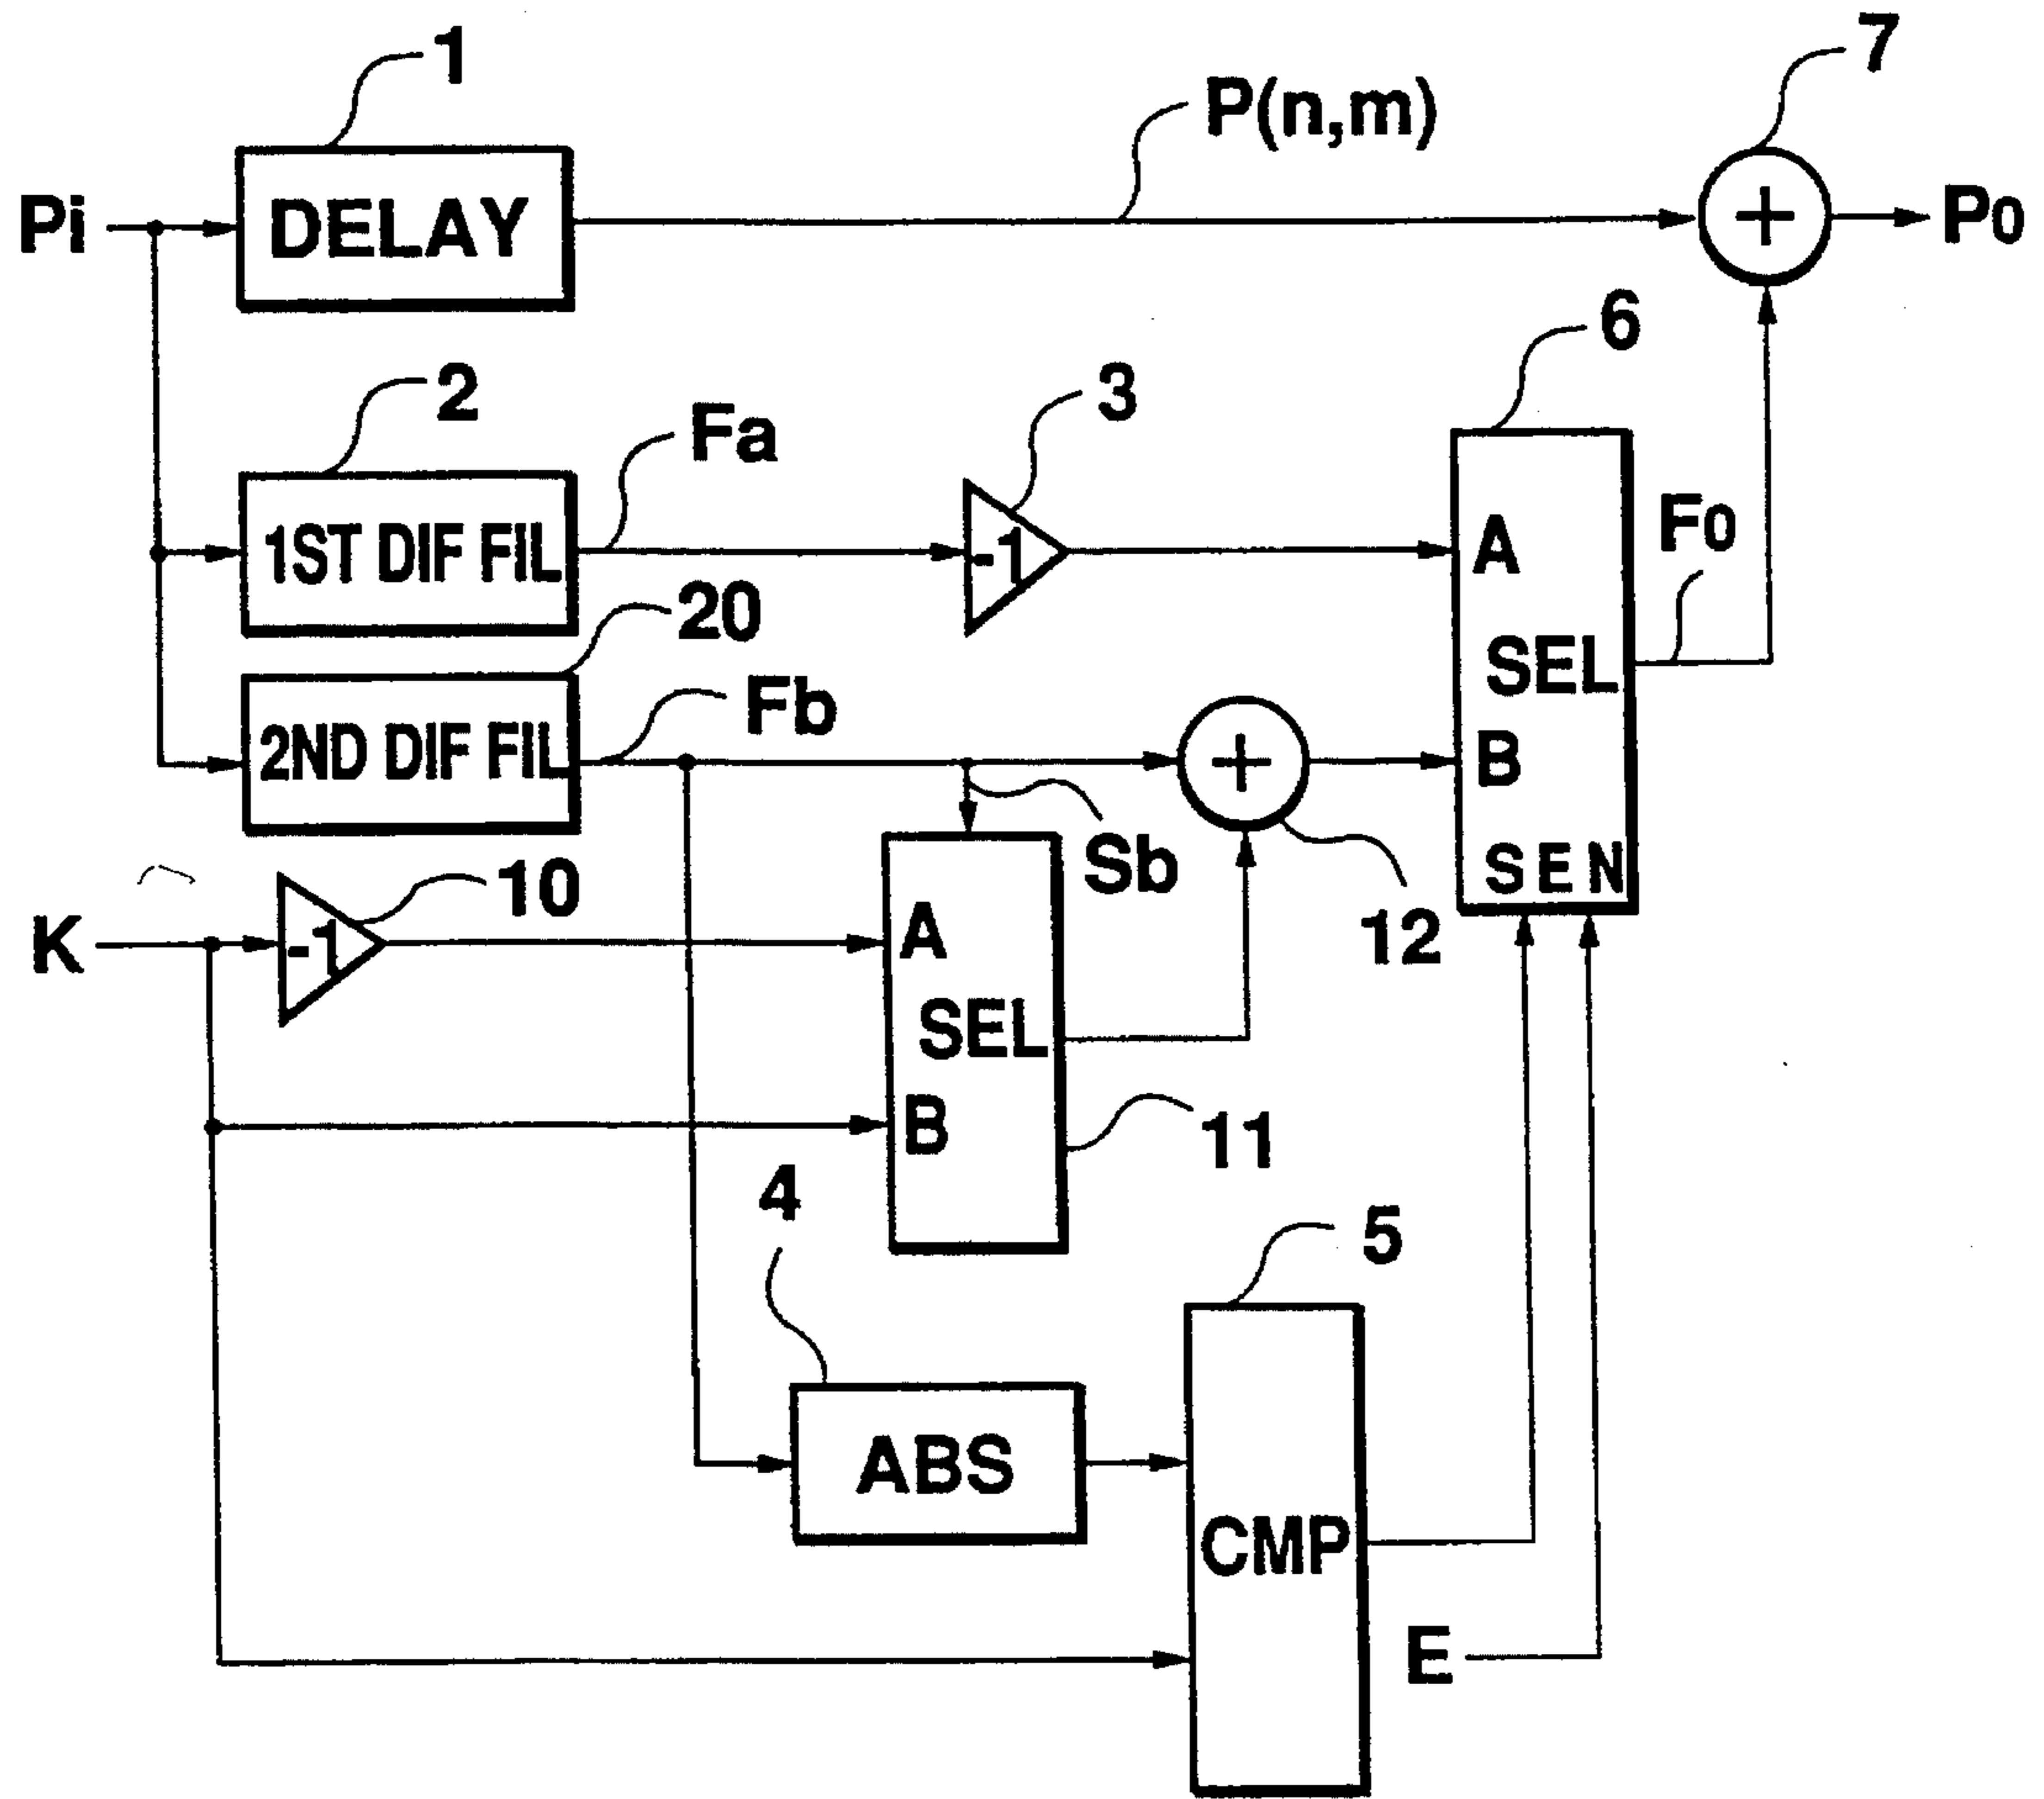 1
7
P(n,m)
Pi
DELAY
+
Po
6
2
3
Fa
Fo
1ST DIF FIL
-1
A
20
SEL
Fb
2ND DIF FIL
+
B
Sb
SEN
10
12
K
-1
A
SEL
B
11
4
5
ABS
CMP
E